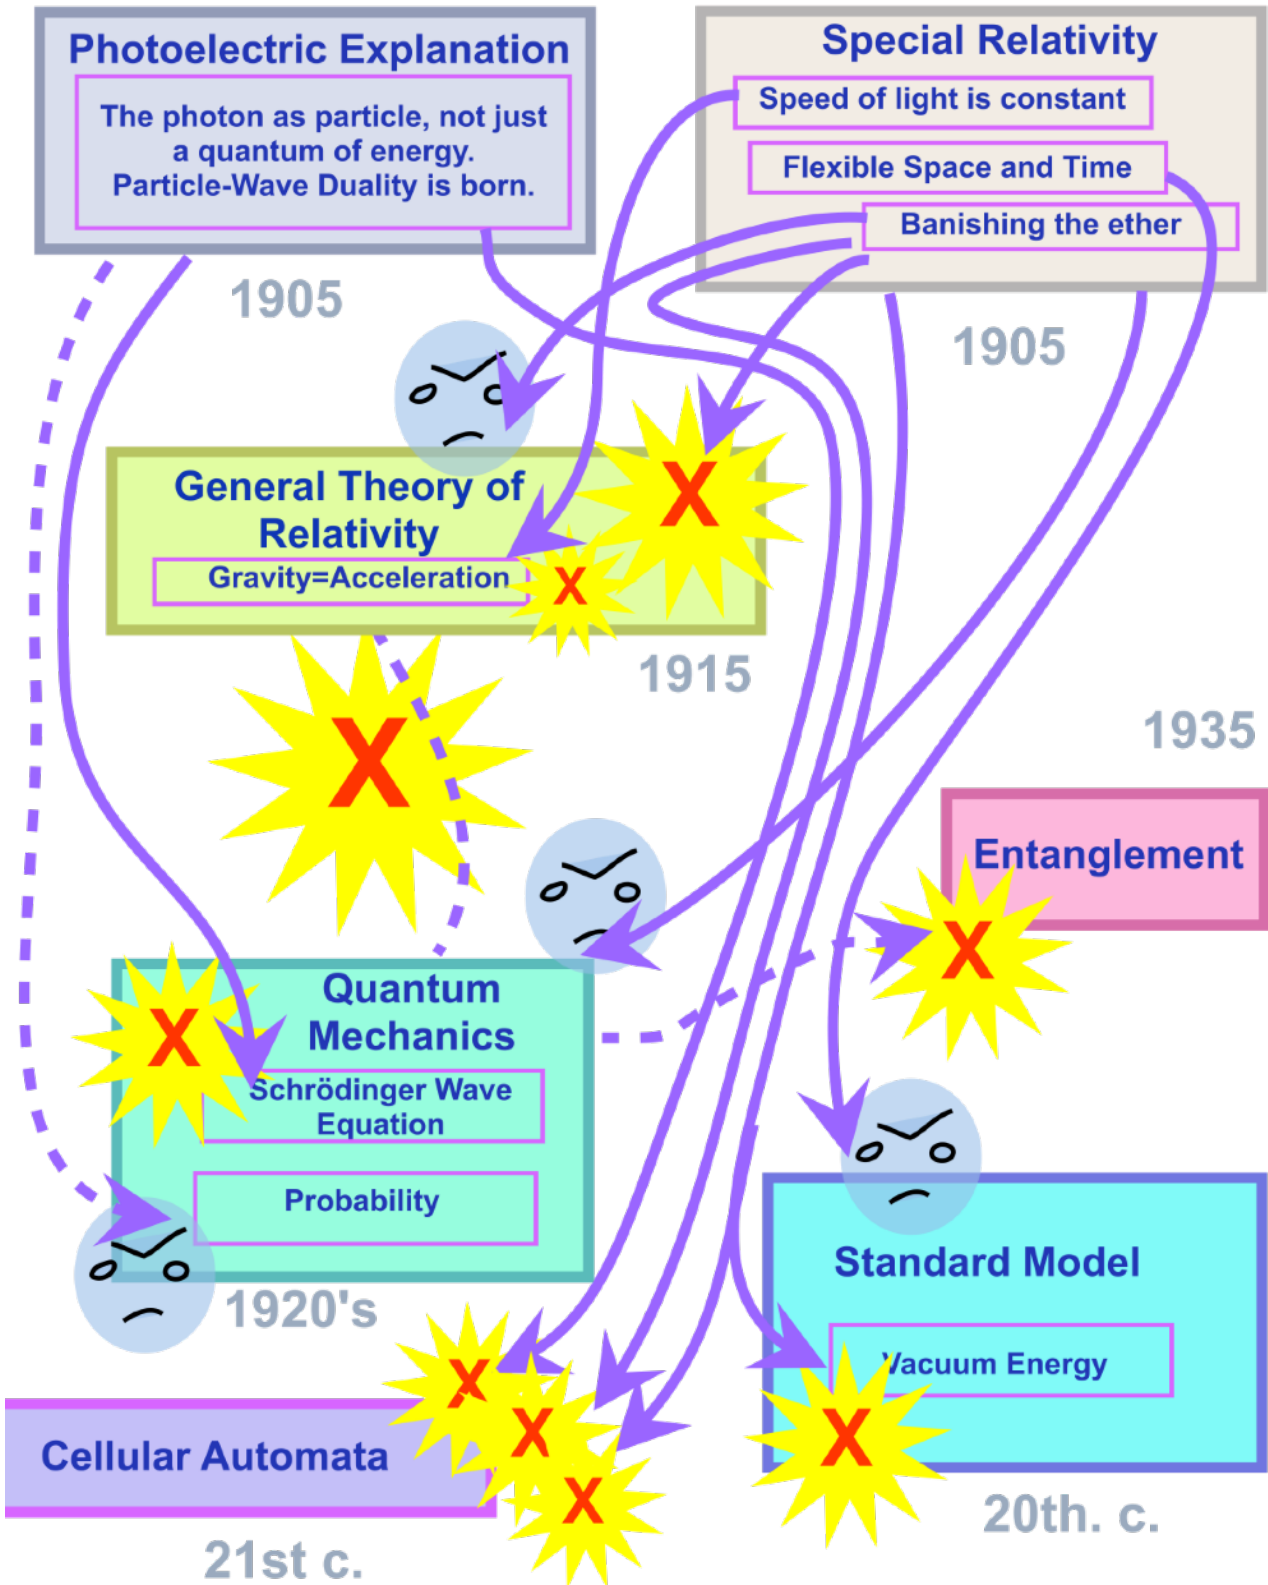 Photoelectric Explanation
The photon as particle, not just
a quantum of energy.
Particle-Wave Duality is born.
1905
Special Relativity
Speed of light is constant
Flexible Space and Time
Banishing the ether
1905
General Theory of
Relativity
Gravity=Acceleration
X
X
1915
X
1935
Entanglement
X
Quantum
Mechanics
X
Schrödinger Wave
Equation
Probability
1920's
Standard Model
Vacuum Energy
X
20th. c.
X
X
X
Cellular Automata
21st c.